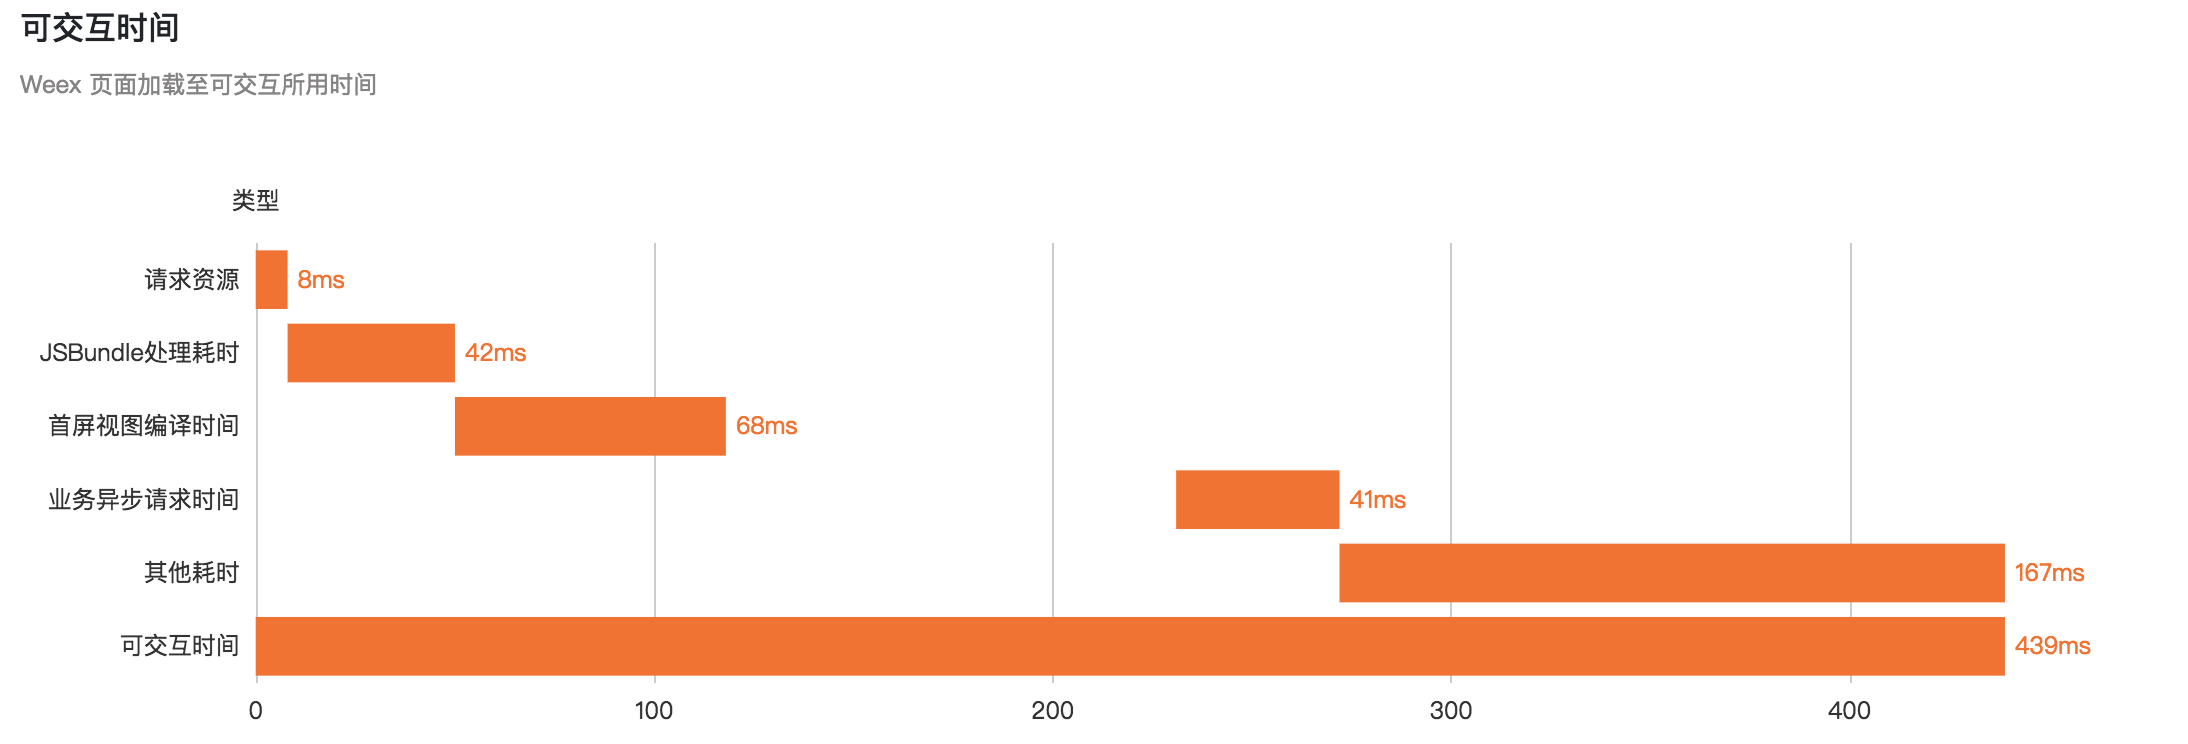 可交互时间
Weex 页面加载至可交互所用时间
类型
请求资源 8ms
JSBundle处理耗时 42ms
首屏视图编译时间 68ms
业务异步请求时间 41ms
其他耗时 167ms
可交互时间 439ms
0 100 200 300 400